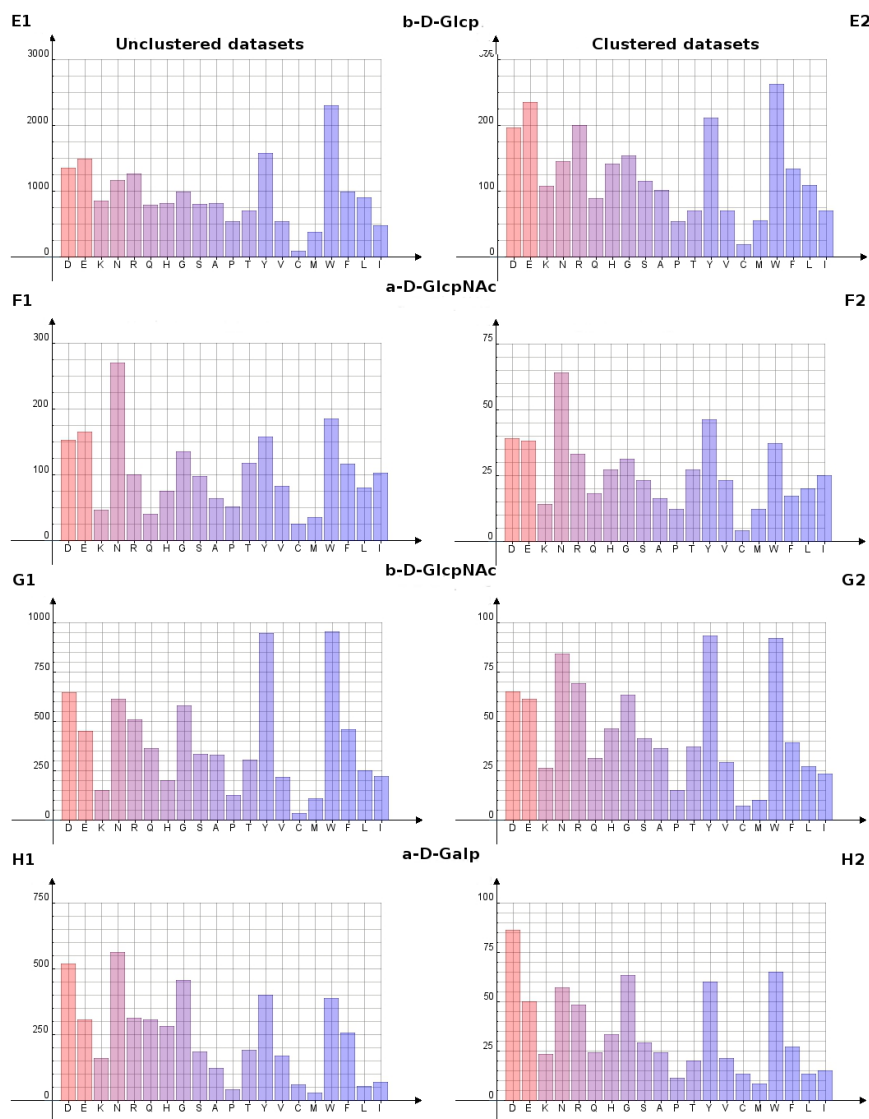 E1
b-D-Glcp
E2
Unclustered datasets
Clustered datasets
3000
2000
1000
0
D E K N R Q H G S A P T Y V C M W F L I
200
100
0
D E K N R Q H G S A P T Y V C M W F L I
F1
a-D-GlcpNAc
F2
300
200
100
0
D E K N R Q H G S A P T Y V C M W F L I
75
50
25
0
D E K N R Q H G S A P T Y V C M W F L I
G1
b-D-GlcpNAc
G2
1000
750
500
250
0
D E K N R Q H G S A P T Y V C M W F L I
100
75
50
25
0
D E K N R Q H G S A P T Y V C M W F L I
H1
a-D-Galp
H2
750
500
250
0
D E K N R Q H G S A P T Y V C M W F L I
100
75
50
25
0
D E K N R Q H G S A P T Y V C M W F L I